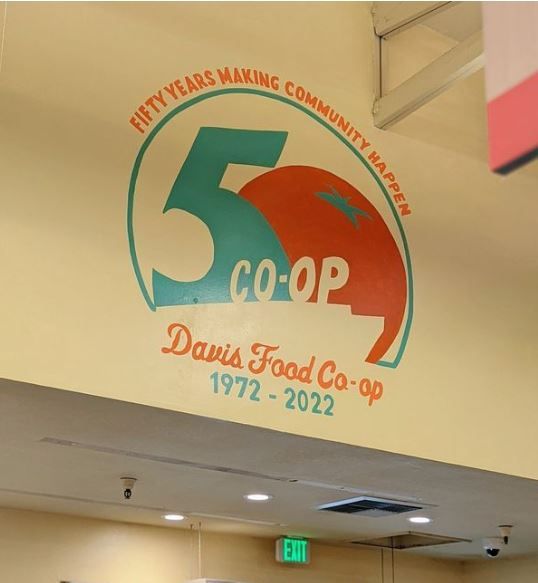 FIFTY YEARS MAKING COMMUNITY HAPPEN
5
CO-OP
Davis Food Co-op
1972 - 2022
EXIT